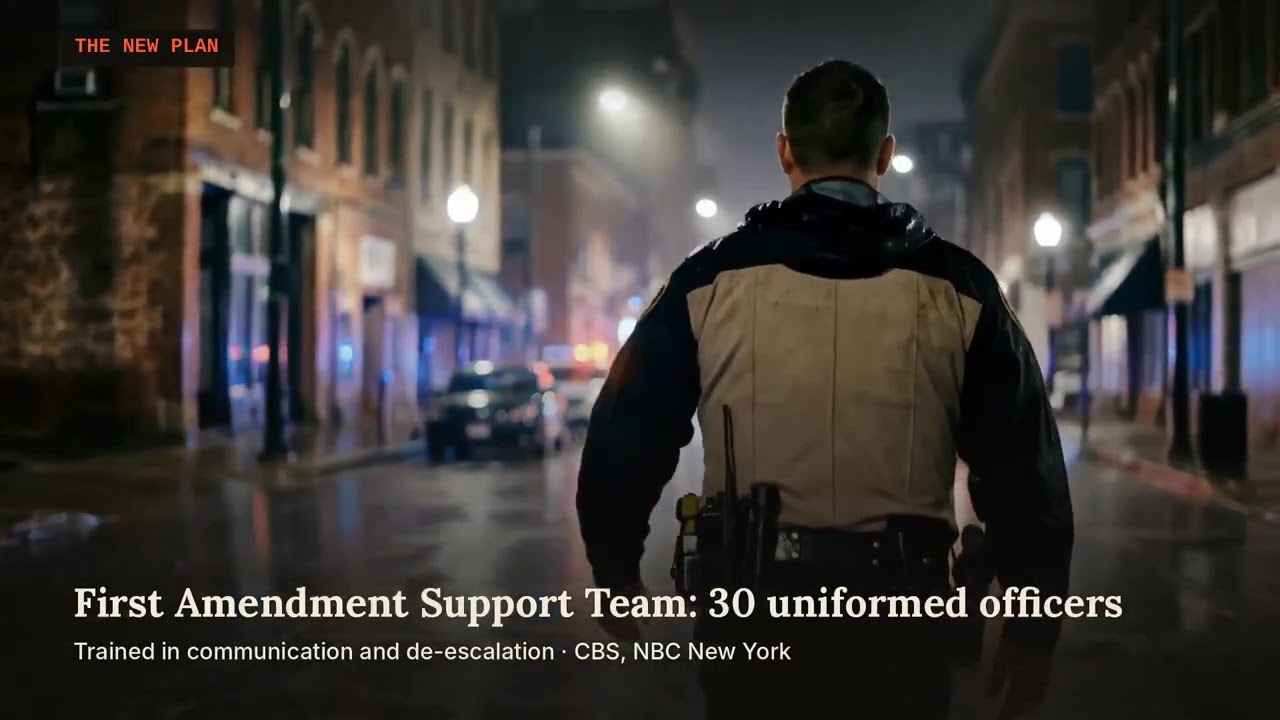 THE NEW PLAN
First Amendment Support Team: 30 uniformed officers
Trained in communication and de-escalation · CBS, NBC New York